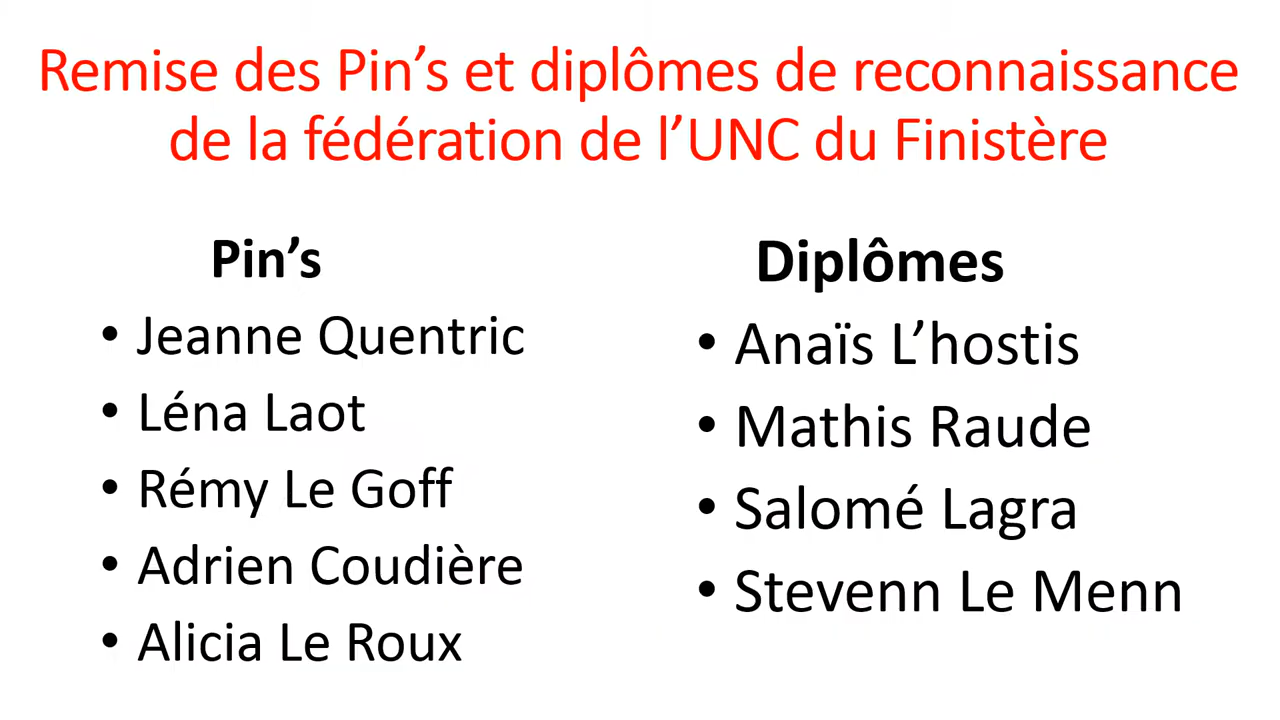 Remise des Pin’s et diplômes de reconnaissance
de la fédération de l’UNC du Finistère
Pin’s
• Jeanne Quentric
• Léna Laot
• Rémy Le Goff
• Adrien Coudière
• Alicia Le Roux
Diplômes
• Anaïs L’hostis
• Mathis Raude
• Salomé Lagra
• Stevenn Le Menn